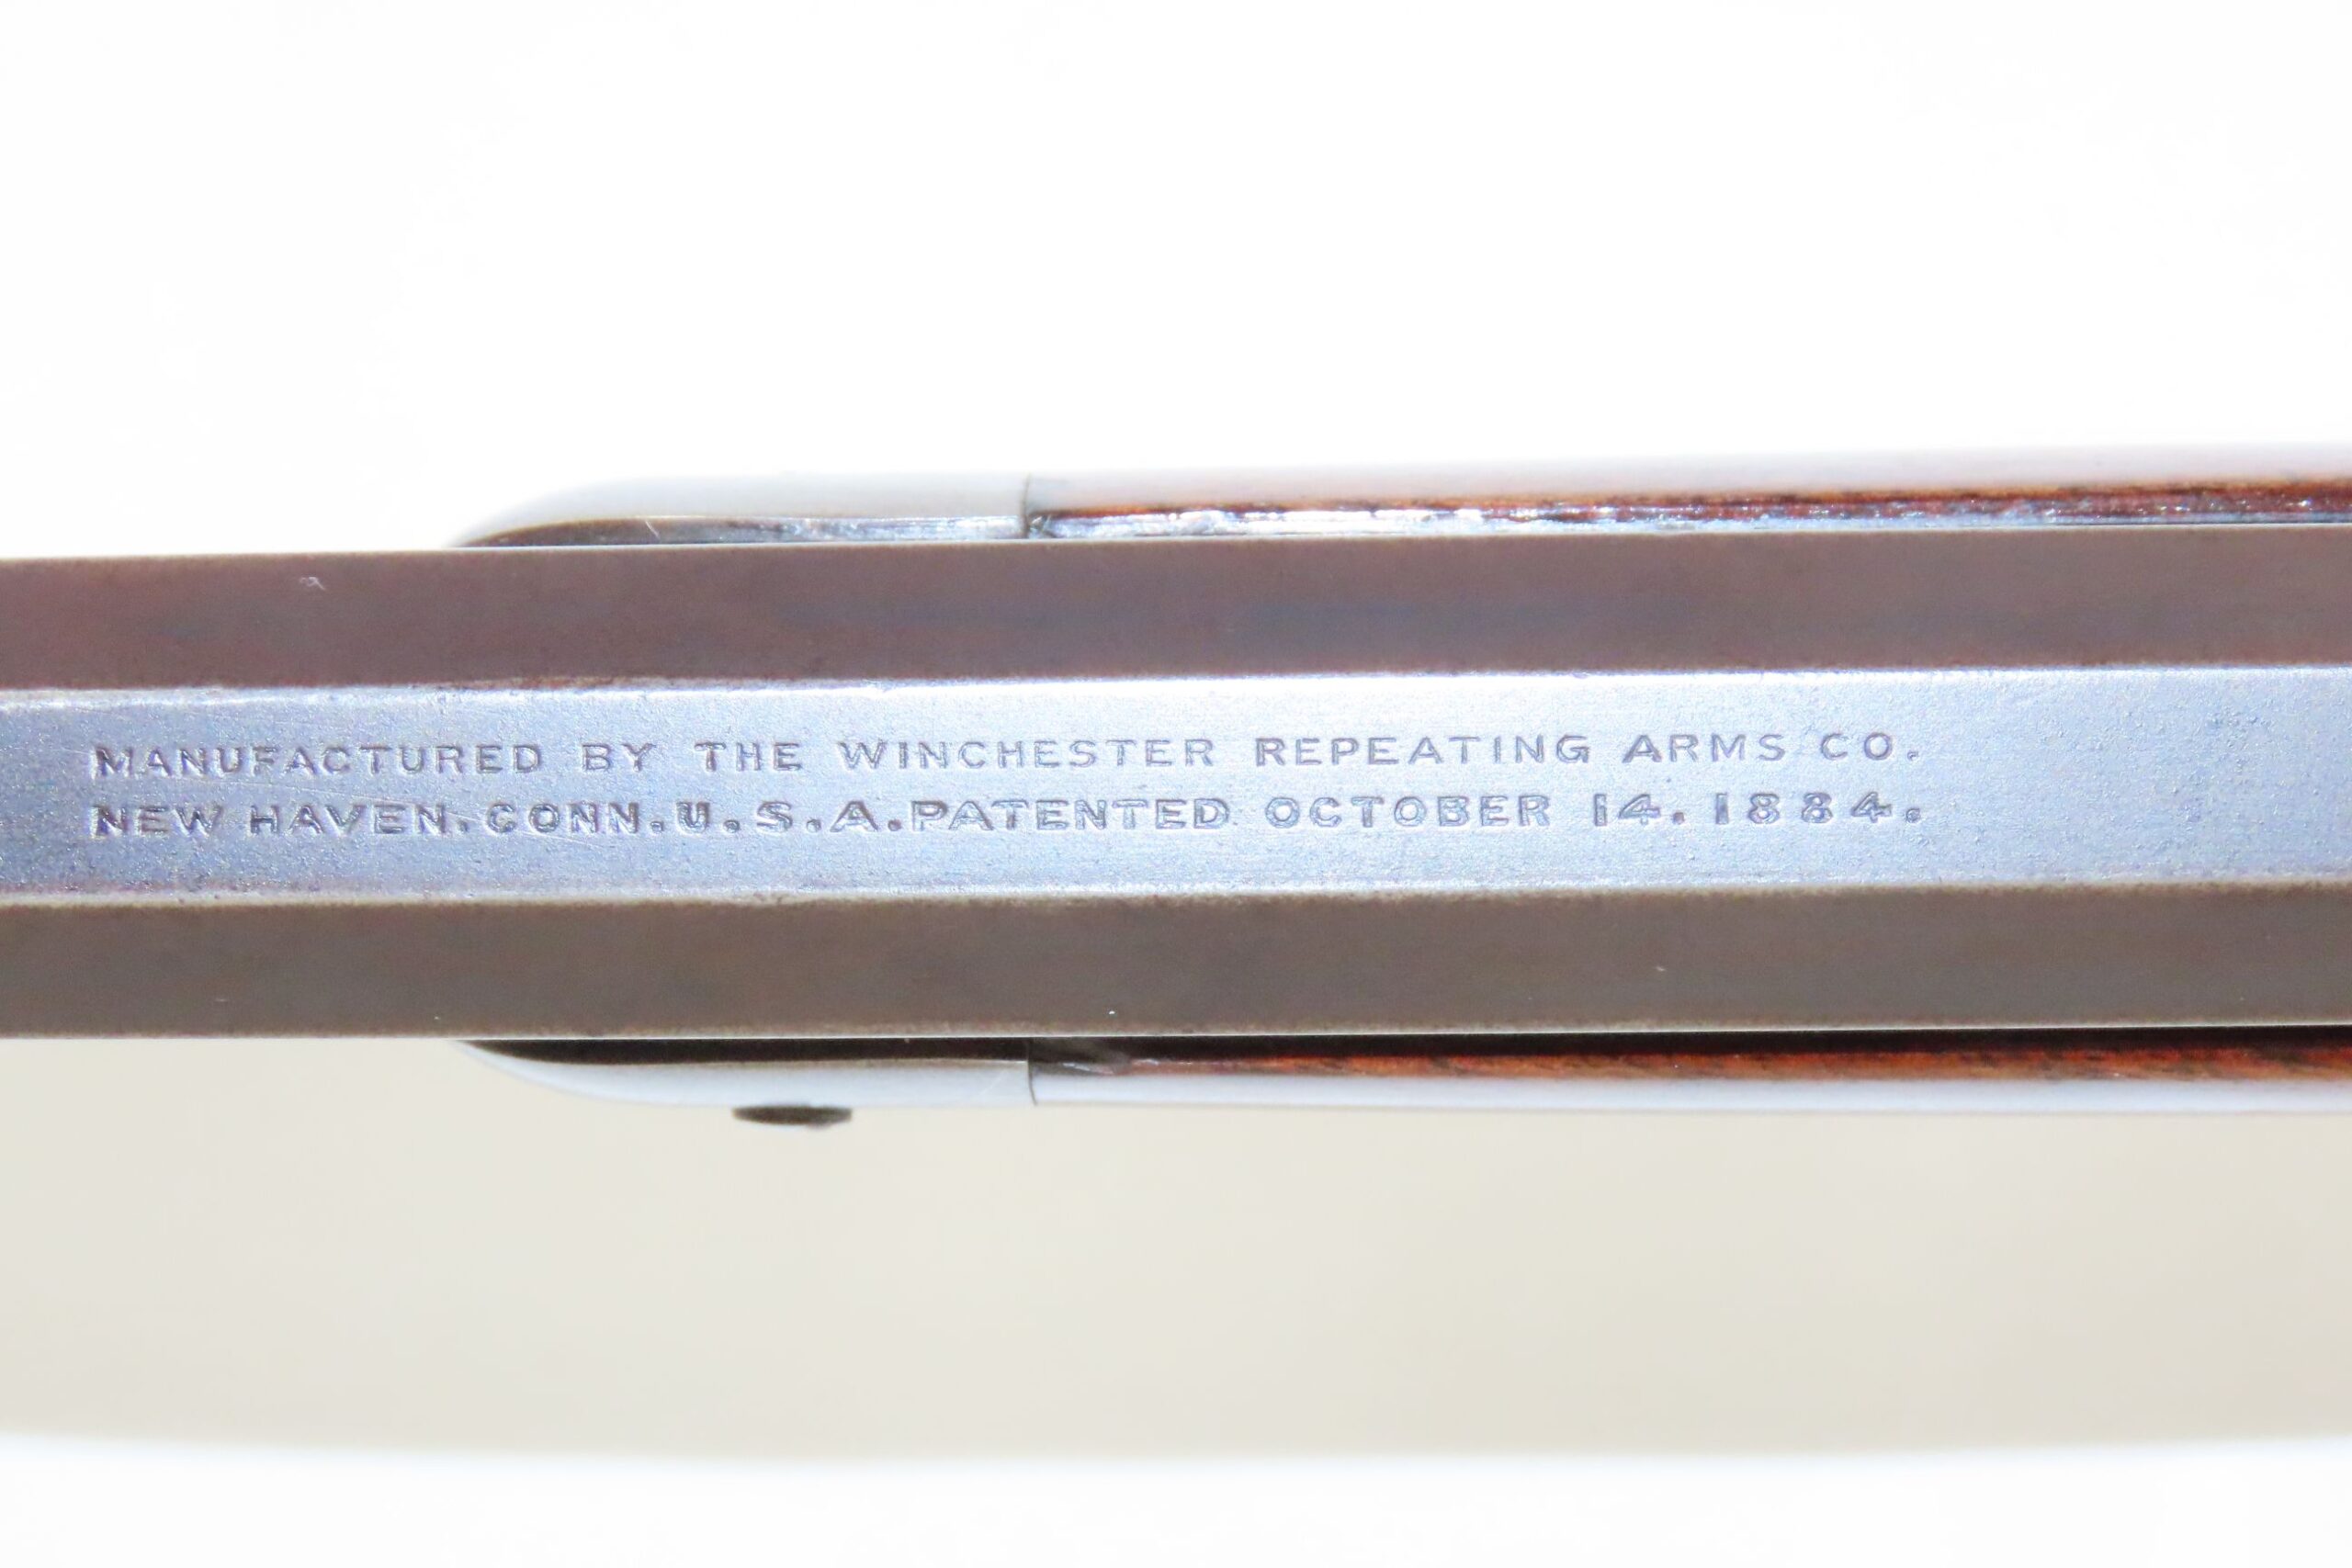 MANUFACTURED BY THE WINCHESTER REPEATING ARMS CO.
NEW HAVEN. CONN. U. S. A. PATENTED OCTOBER 14. 1884.